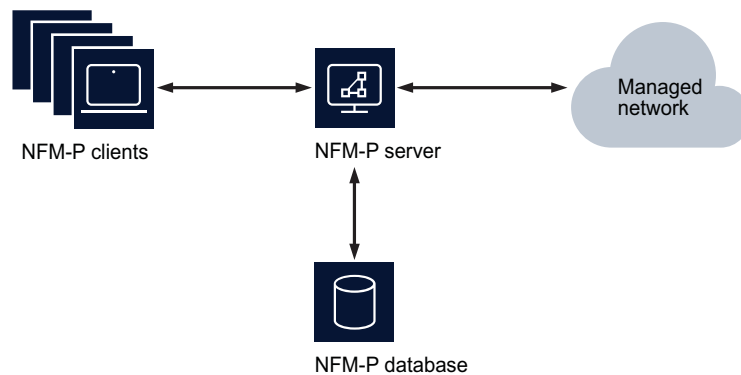 Managed
network
NFM-P clients
NFM-P server
NFM-P database